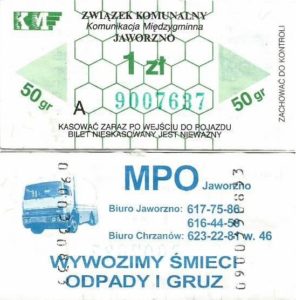 KMF
ZWIĄZEK KOMUNALNY
Komunikacja Międzygminna
JAWORZNO
1 zł
50 gr
50 gr
A
9007637
KASOWAĆ ZARAZ PO WEJŚCIU DO POJAZDU
BILET NIESKASOWANY JEST NIEWAŻNY
ZACHOWAĆ DO KONTROLI
MPO Jaworzno
Biuro Jaworzno: 617-75-86
616-44-50
Biuro Chrzanów: 623-22-81 w. 46
WYWOZIMY ŚMIECI
ODPADY I GRUZ